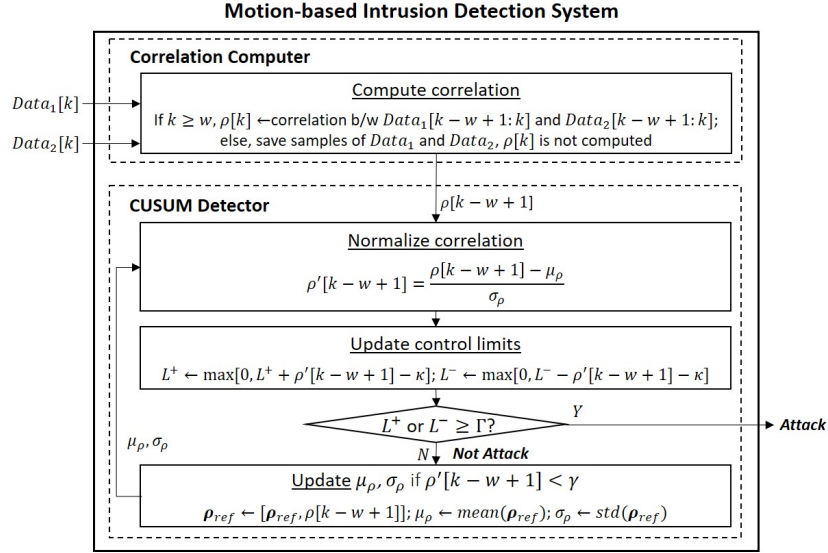 Motion-based Intrusion Detection System
Correlation Computer
Compute correlation
Data₁[k]
If k ≥ w, ρ[k] ←correlation b/w Data₁[k − w + 1: k] and Data₂[k − w + 1: k];
Data₂[k]
else, save samples of Data₁ and Data₂, ρ[k] is not computed
ρ[k − w + 1]
CUSUM Detector
Normalize correlation
ρ′[k − w + 1] = (ρ[k − w + 1] − μρ) / σρ
Update control limits
L⁺ ← max[0, L⁺ + ρ′[k − w + 1] − κ]; L⁻ ← max[0, L⁻ − ρ′[k − w + 1] − κ]
L⁺ or L⁻ ≥ Γ?
Y
Attack
μρ, σρ
N
Not Attack
Update μρ, σρ if ρ′[k − w + 1] < γ
ρref ← [ρref, ρ[k − w + 1]]; μρ ← mean(ρref); σρ ← std(ρref)